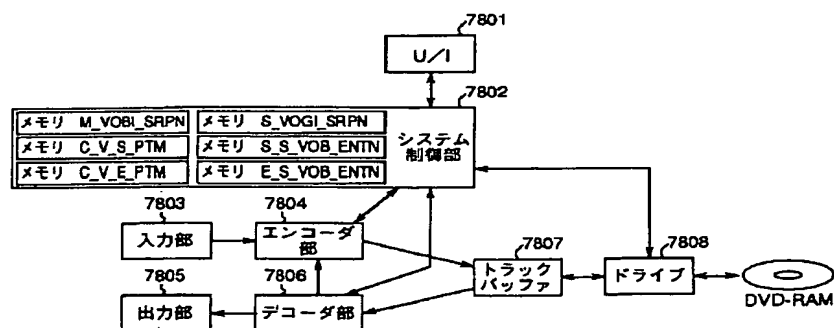 7801
U/I
7802
メモリ M_VOBI_SRPN
メモリ S_VOGI_SRPN
メモリ C_V_S_PTM
メモリ S_S_VOB_ENTN
メモリ C_V_E_PTM
メモリ E_S_VOB_ENTN
システム
制御部
7803
入力部
7804
エンコーダ
部
7805
出力部
7806
デコーダ部
7807
トラック
バッファ
7808
ドライブ
DVD-RAM